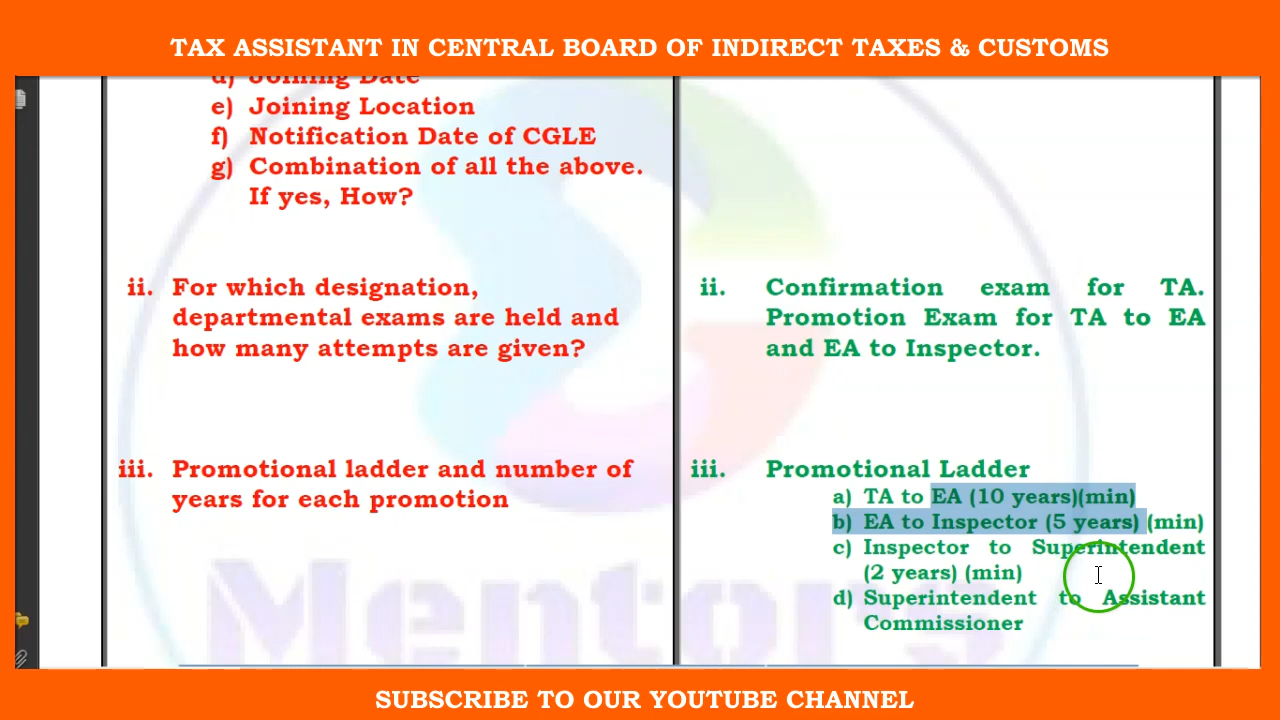 TAX ASSISTANT IN CENTRAL BOARD OF INDIRECT TAXES & CUSTOMS
d) Joining Date
e) Joining Location
f) Notification Date of CGLE
g) Combination of all the above.
If yes, How?
ii. For which designation,
departmental exams are held and
how many attempts are given?
ii. Confirmation exam for TA.
Promotion Exam for TA to EA
and EA to Inspector.
iii. Promotional ladder and number of
years for each promotion
iii. Promotional Ladder
a) TA to EA (10 years)(min)
b) EA to Inspector (5 years) (min)
c) Inspector to Superintendent
(2 years) (min)
d) Superintendent to Assistant
Commissioner
Mentors
SUBSCRIBE TO OUR YOUTUBE CHANNEL